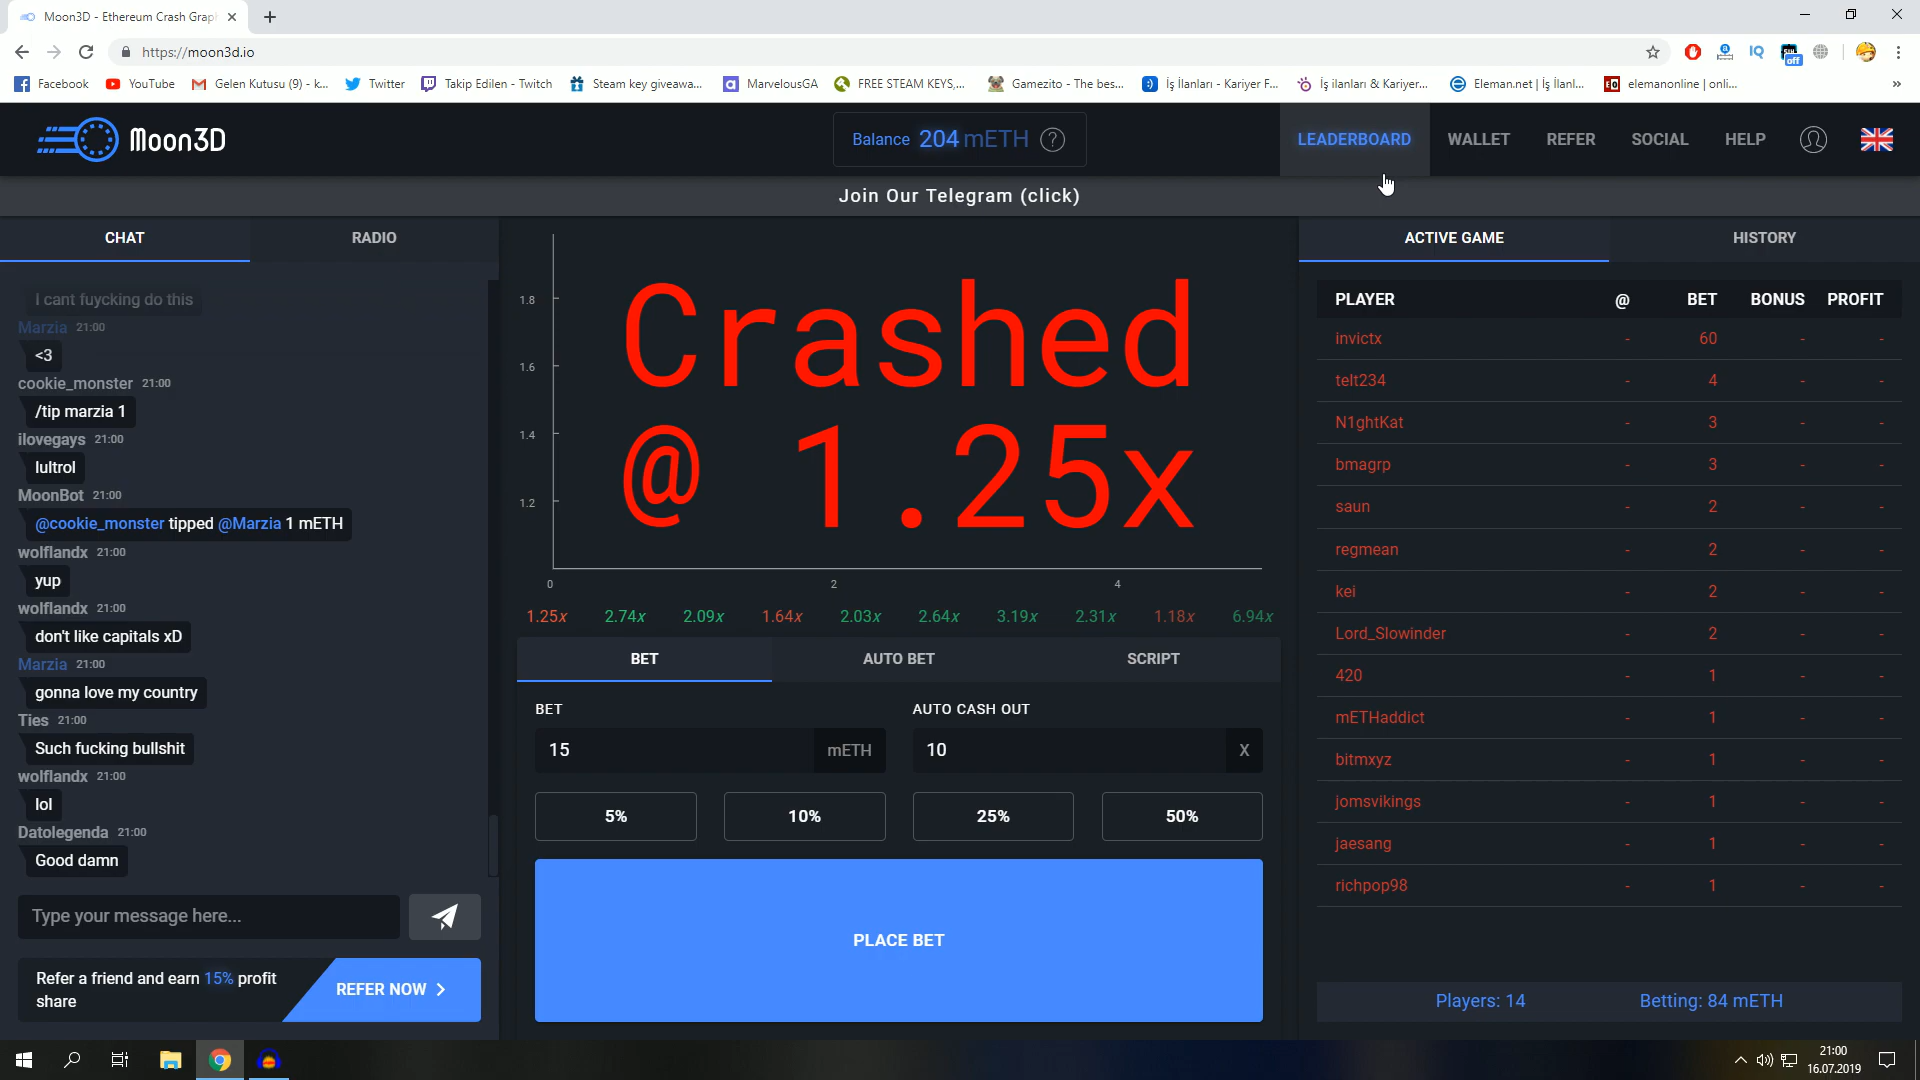 Moon3D - Ethereum Crash Grap
https://moon3d.io
Facebook
YouTube
Gelen Kutusu (9) - k...
Twitter
Takip Edilen - Twitch
Steam key giveawa...
MarvelousGA
FREE STEAM KEYS,...
Gamezito - The bes...
İş İlanları - Kariyer F...
İş ilanları & Kariyer...
Eleman.net | İş İlanl...
elemanonline | onli...
IQ
off
Moon3D
Balance 204 mETH ?
LEADERBOARD
WALLET
REFER
SOCIAL
HELP
Join Our Telegram (click)
CHAT
RADIO
I cant fuycking do this
Marzia 21:00
<3
cookie_monster 21:00
/tip marzia 1
ilovegays 21:00
lultrol
MoonBot 21:00
@cookie_monster tipped @Marzia 1 mETH
wolflandx 21:00
yup
wolflandx 21:00
don't like capitals xD
Marzia 21:00
gonna love my country
Ties 21:00
Such fucking bullshit
wolflandx 21:00
lol
Datolegenda 21:00
Good damn
Type your message here...
Refer a friend and earn 15% profit
share
REFER NOW >
1.8
1.6
1.4
1.2
0 2 4
Crashed
@ 1.25x
1.25x 2.74x 2.09x 1.64x 2.03x 2.64x 3.19x 2.31x 1.18x 6.94x
BET
AUTO BET
SCRIPT
BET
AUTO CASH OUT
15 mETH
10 X
5%
10%
25%
50%
PLACE BET
ACTIVE GAME
HISTORY
PLAYER @ BET BONUS PROFIT
invictx - 60 - -
telt234 - 4 - -
N1ghtKat - 3 - -
bmagrp - 3 - -
saun - 2 - -
regmean - 2 - -
kei - 2 - -
Lord_Slowinder - 2 - -
420 - 1 - -
mETHaddict - 1 - -
bitmxyz - 1 - -
jomsvikings - 1 - -
jaesang - 1 - -
richpop98 - 1 - -
Players: 14
Betting: 84 mETH
21:00
16.07.2019